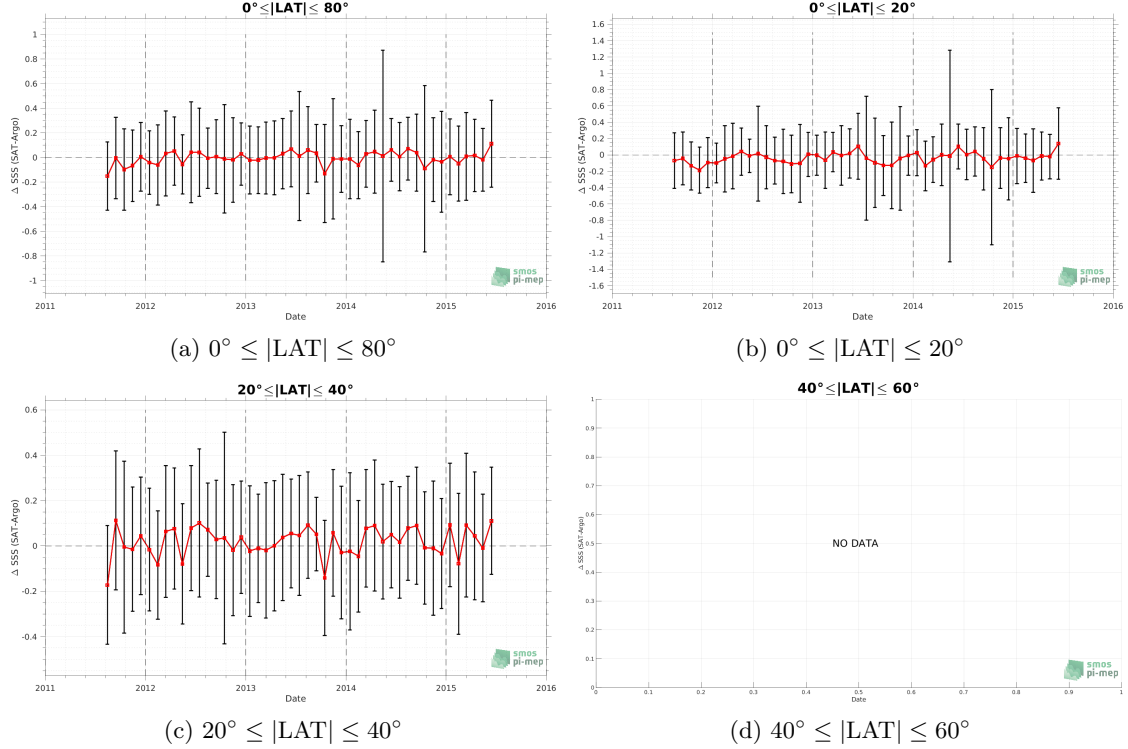 0°≤|LAT|≤ 80°
Δ SSS (SAT-Argo)
1
0.8
0.6
0.4
0.2
0
-0.2
-0.4
-0.6
-0.8
-1
2011 2012 2013 2014 2015 2016
Date
smos
pi-mep
(a) 0° ≤ |LAT| ≤ 80°
0°≤|LAT|≤ 20°
Δ SSS (SAT-Argo)
1.6
1.4
1.2
1
0.8
0.6
0.4
0.2
0
-0.2
-0.4
-0.6
-0.8
-1
-1.2
-1.4
-1.6
2011 2012 2013 2014 2015 2016
Date
smos
pi-mep
(b) 0° ≤ |LAT| ≤ 20°
20°≤|LAT|≤ 40°
Δ SSS (SAT-Argo)
0.6
0.4
0.2
0
-0.2
-0.4
2011 2012 2013 2014 2015 2016
Date
smos
pi-mep
(c) 20° ≤ |LAT| ≤ 40°
40°≤|LAT|≤ 60°
Δ SSS (SAT-Argo)
1
0.9
0.8
0.7
0.6
0.5
0.4
0.3
0.2
0.1
0
NO DATA
0 0.1 0.2 0.3 0.4 0.5 0.6 0.7 0.8 0.9 1
Date
smos
pi-mep
(d) 40° ≤ |LAT| ≤ 60°